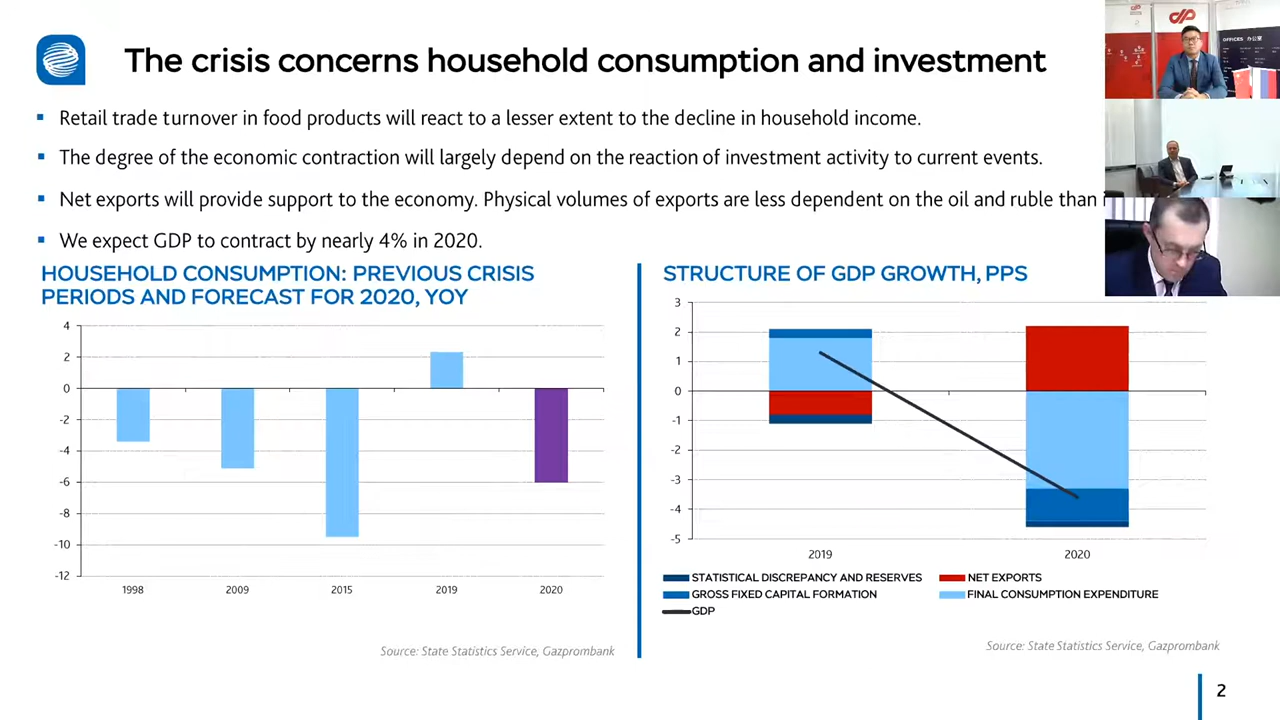 The crisis concerns household consumption and investment
Retail trade turnover in food products will react to a lesser extent to the decline in household income.
The degree of the economic contraction will largely depend on the reaction of investment activity to current events.
Net exports will provide support to the economy. Physical volumes of exports are less dependent on the oil and ruble than
We expect GDP to contract by nearly 4% in 2020.
HOUSEHOLD CONSUMPTION: PREVIOUS CRISIS
PERIODS AND FORECAST FOR 2020, YOY
4
2
0
-2
-4
-6
-8
-10
-12
1998 2009 2015 2019 2020
Source: State Statistics Service, Gazprombank
STRUCTURE OF GDP GROWTH, PPS
3
2
1
0
-1
-2
-3
-4
-5
2019 2020
STATISTICAL DISCREPANCY AND RESERVES NET EXPORTS
GROSS FIXED CAPITAL FORMATION FINAL CONSUMPTION EXPENDITURE
GDP
Source: State Statistics Service, Gazprombank
2
OFFICES 办公室